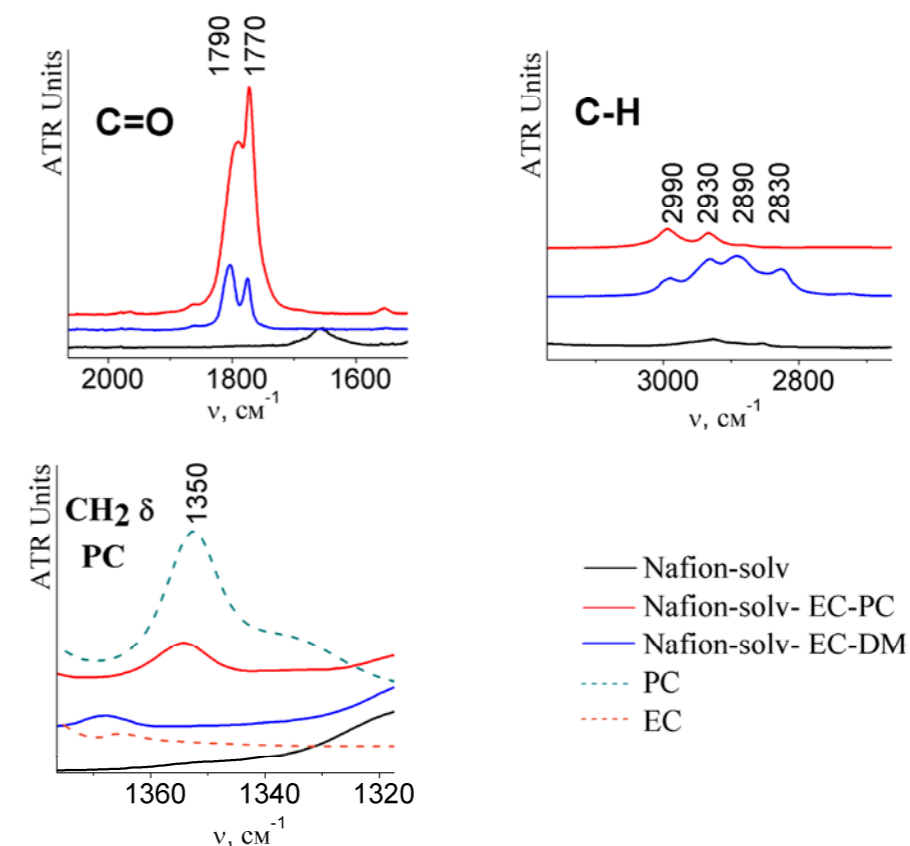 1790
1770
ATR Units
C=O
2000
1800
1600
ν, см⁻¹
ATR Units
C-H
2990
2930
2890
2830
3000
2800
ν, см⁻¹
ATR Units
CH2 δ
PC
1350
1360
1340
1320
ν, см⁻¹
Nafion-solv
Nafion-solv- EC-PC
Nafion-solv- EC-DM
PC
EC